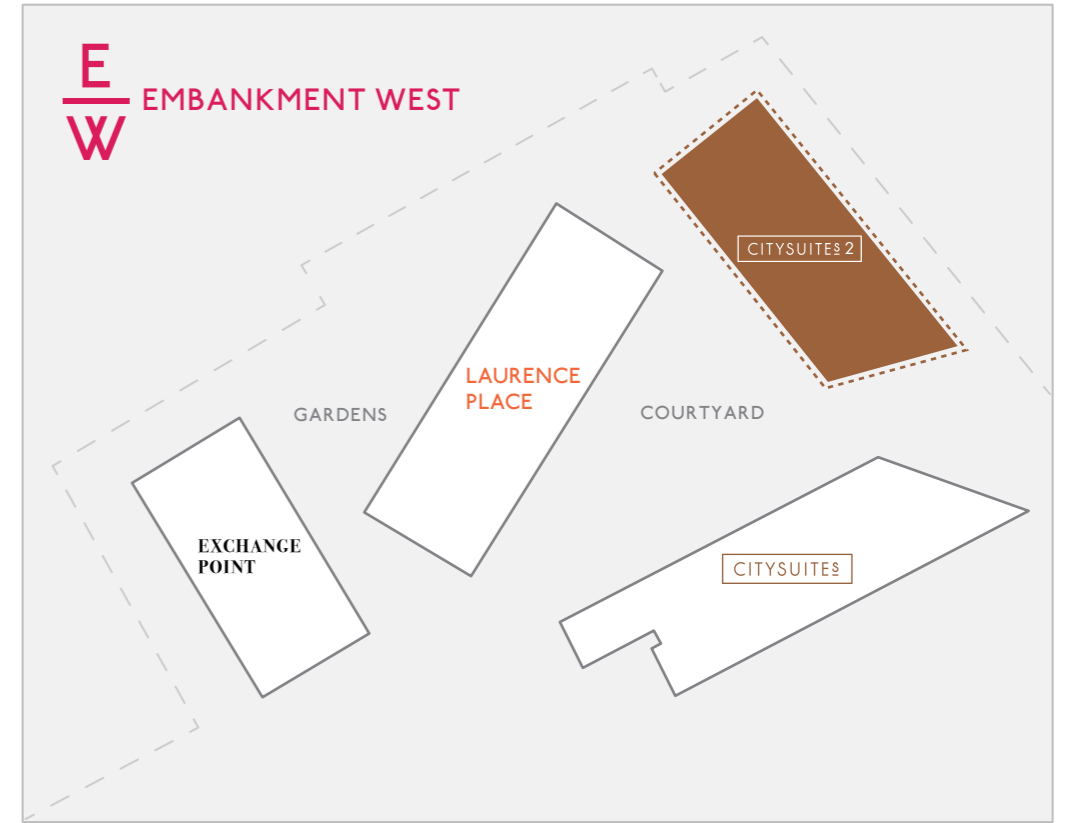 E
W
EMBANKMENT WEST
CITYSUITES 2
LAURENCE
PLACE
GARDENS
COURTYARD
EXCHANGE
POINT
CITYSUITES